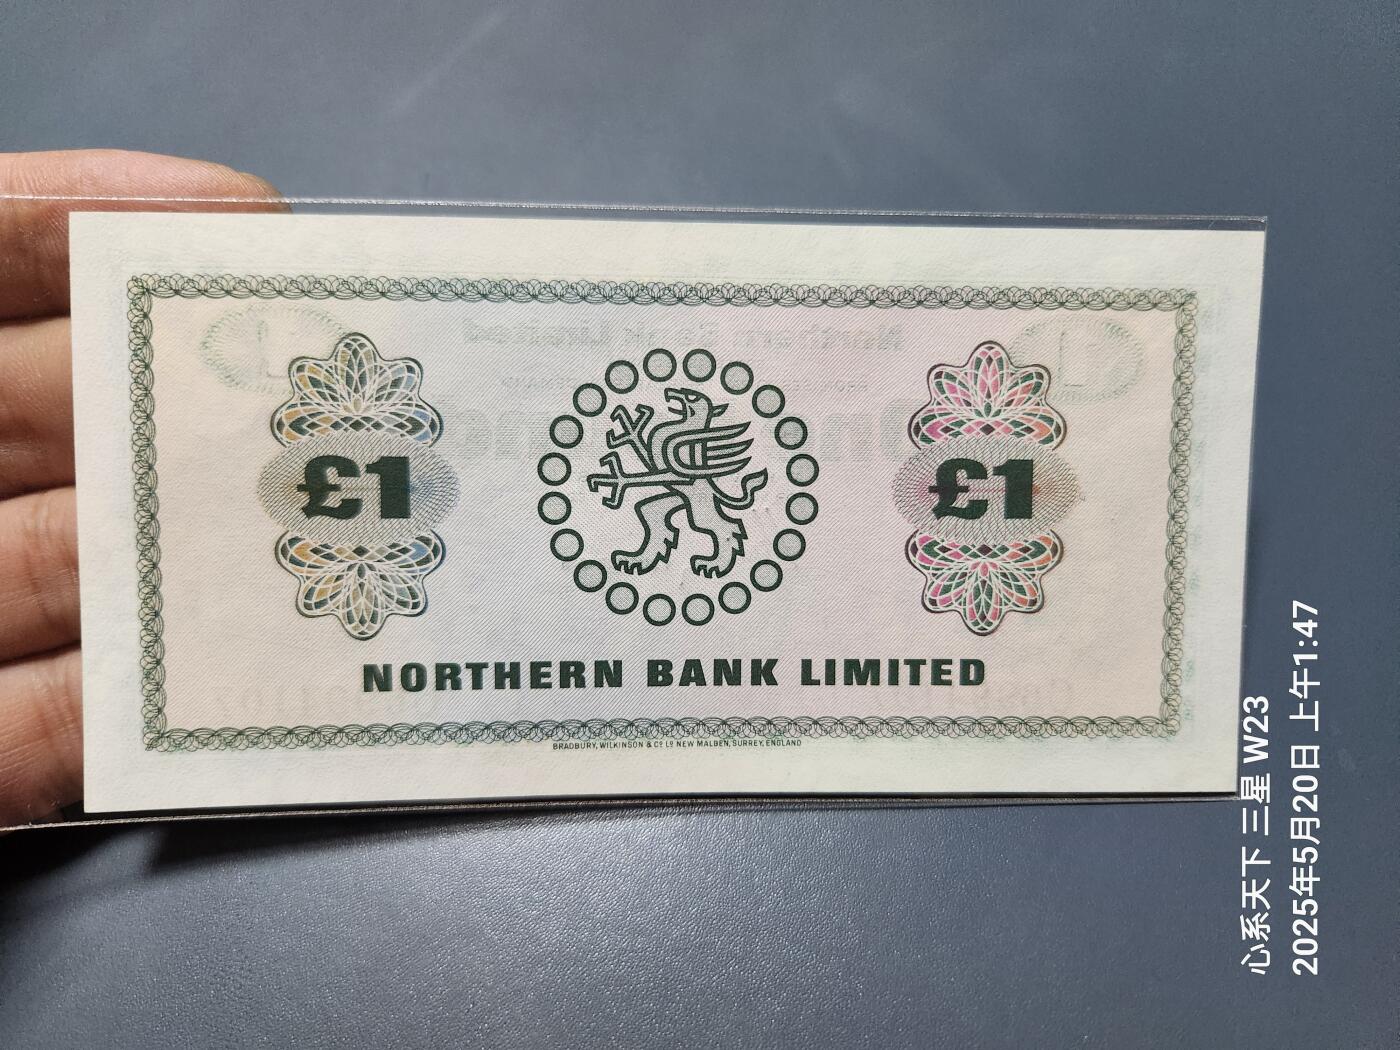 £1
£1
NORTHERN BANK LIMITED
BRADBURY, WILKINSON & Cº Lº NEW MALDEN, SURREY, ENGLAND
心系天下 三星 W23
2025年5月20日 上午1:47